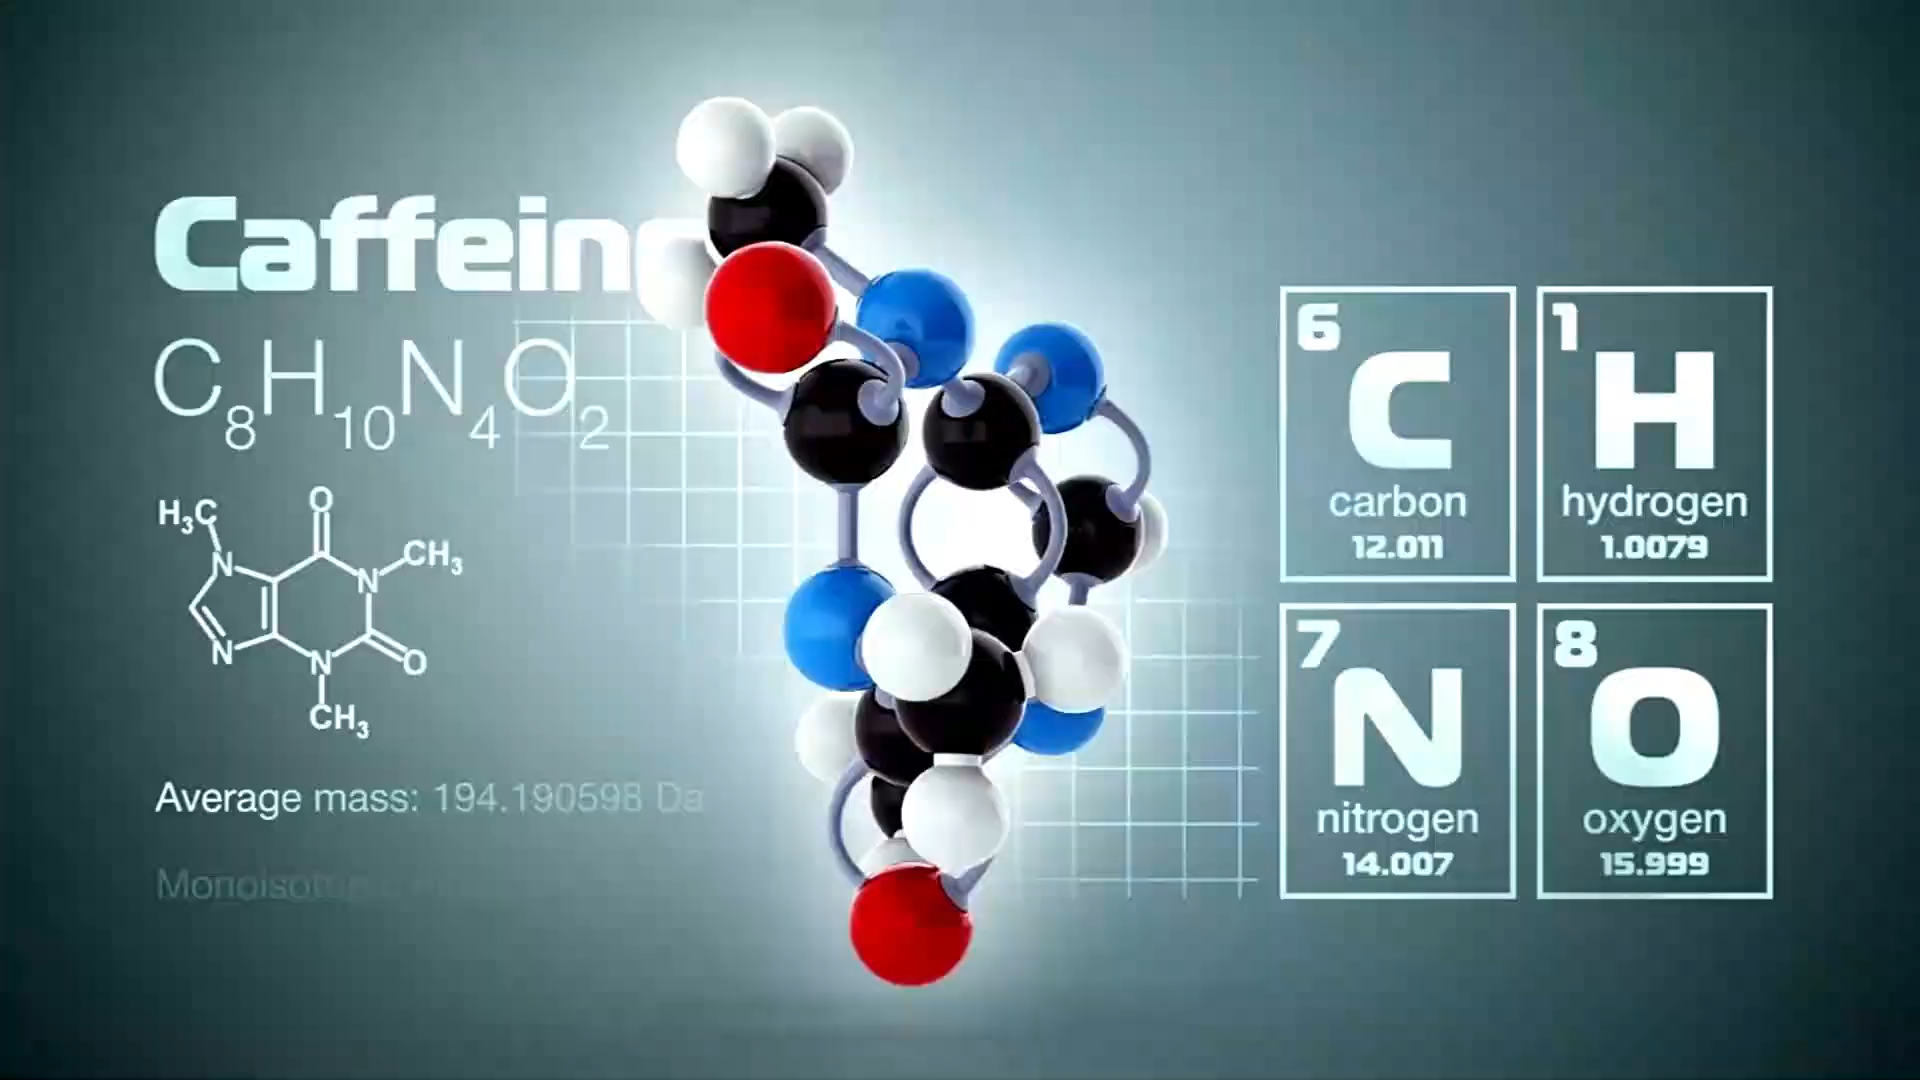 Caffeine
C8H10N4O2
H3C
O
N
CH3
N
N
O
CH3
Average mass: 194.190598 Da
6
C
carbon
12.011
1
H
hydrogen
1.0079
7
N
nitrogen
14.007
8
O
oxygen
15.999